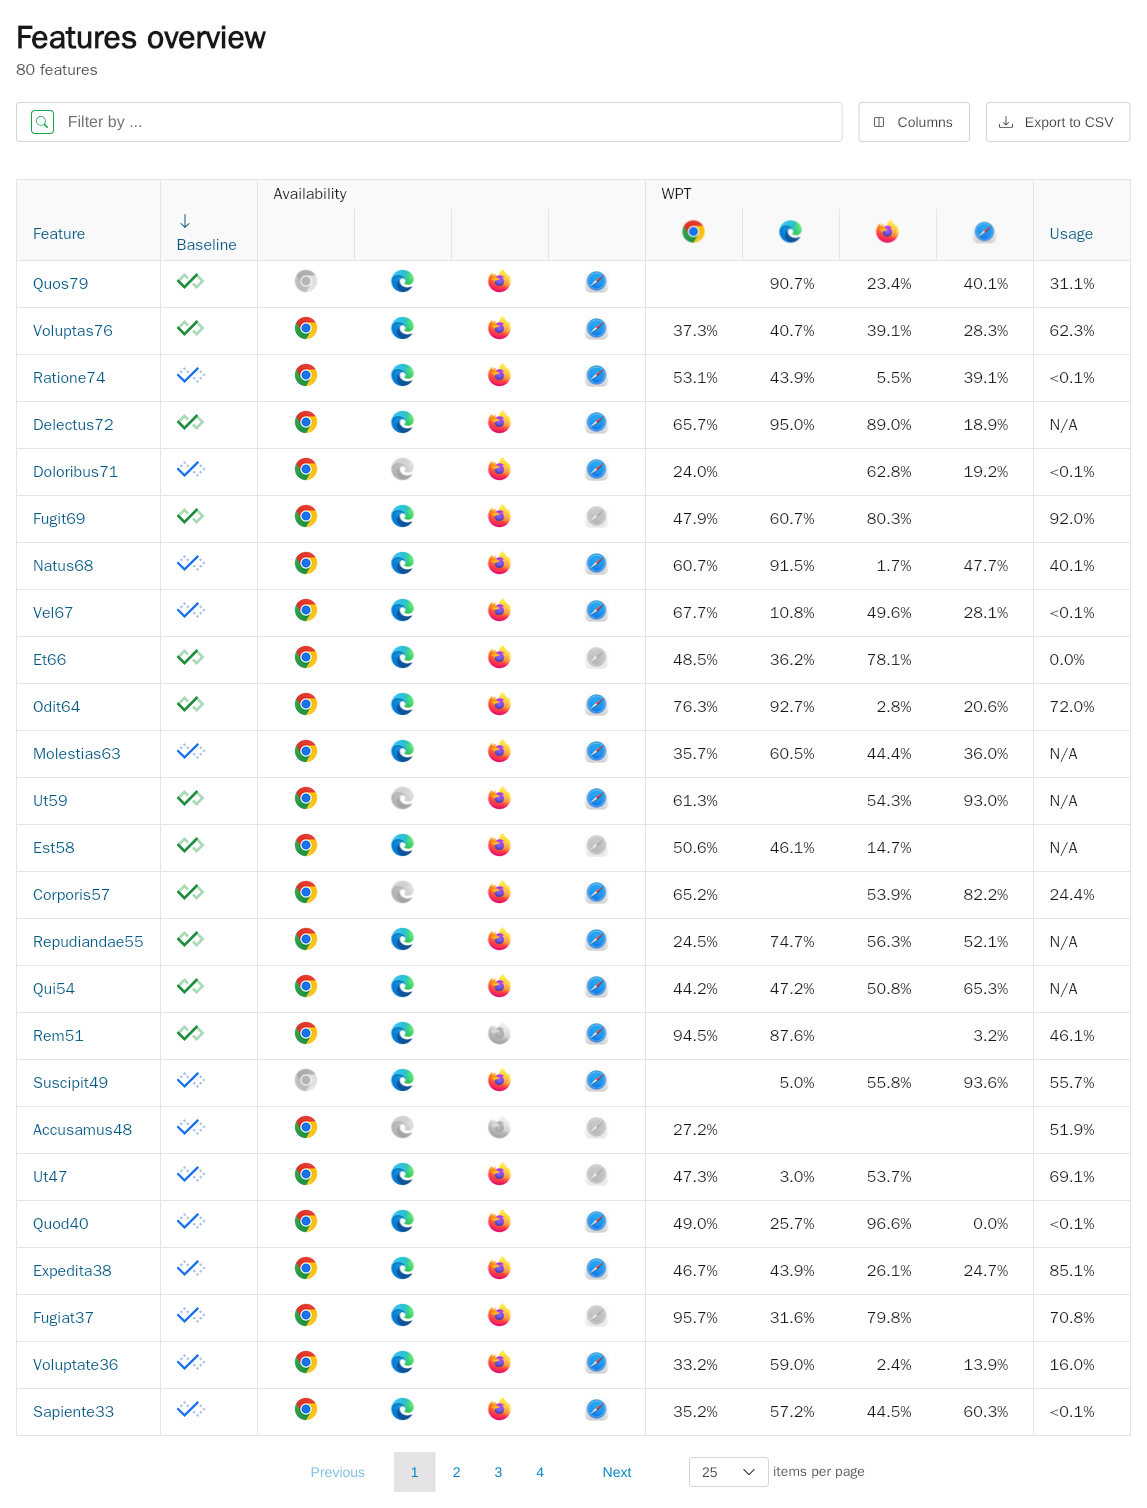 Features overview
80 features
Filter by ...
Columns
Export to CSV
Availability WPT
Feature Baseline Usage
Quos79 90.7% 23.4% 40.1% 31.1%
Voluptas76 37.3% 40.7% 39.1% 28.3% 62.3%
Ratione74 53.1% 43.9% 5.5% 39.1% <0.1%
Delectus72 65.7% 95.0% 89.0% 18.9% N/A
Doloribus71 24.0% 62.8% 19.2% <0.1%
Fugit69 47.9% 60.7% 80.3% 92.0%
Natus68 60.7% 91.5% 1.7% 47.7% 40.1%
Vel67 67.7% 10.8% 49.6% 28.1% <0.1%
Et66 48.5% 36.2% 78.1% 0.0%
Odit64 76.3% 92.7% 2.8% 20.6% 72.0%
Molestias63 35.7% 60.5% 44.4% 36.0% N/A
Ut59 61.3% 54.3% 93.0% N/A
Est58 50.6% 46.1% 14.7% N/A
Corporis57 65.2% 53.9% 82.2% 24.4%
Repudiandae55 24.5% 74.7% 56.3% 52.1% N/A
Qui54 44.2% 47.2% 50.8% 65.3% N/A
Rem51 94.5% 87.6% 3.2% 46.1%
Suscipit49 5.0% 55.8% 93.6% 55.7%
Accusamus48 27.2% 51.9%
Ut47 47.3% 3.0% 53.7% 69.1%
Quod40 49.0% 25.7% 96.6% 0.0% <0.1%
Expedita38 46.7% 43.9% 26.1% 24.7% 85.1%
Fugiat37 95.7% 31.6% 79.8% 70.8%
Voluptate36 33.2% 59.0% 2.4% 13.9% 16.0%
Sapiente33 35.2% 57.2% 44.5% 60.3% <0.1%
Previous 1 2 3 4 Next 25 items per page